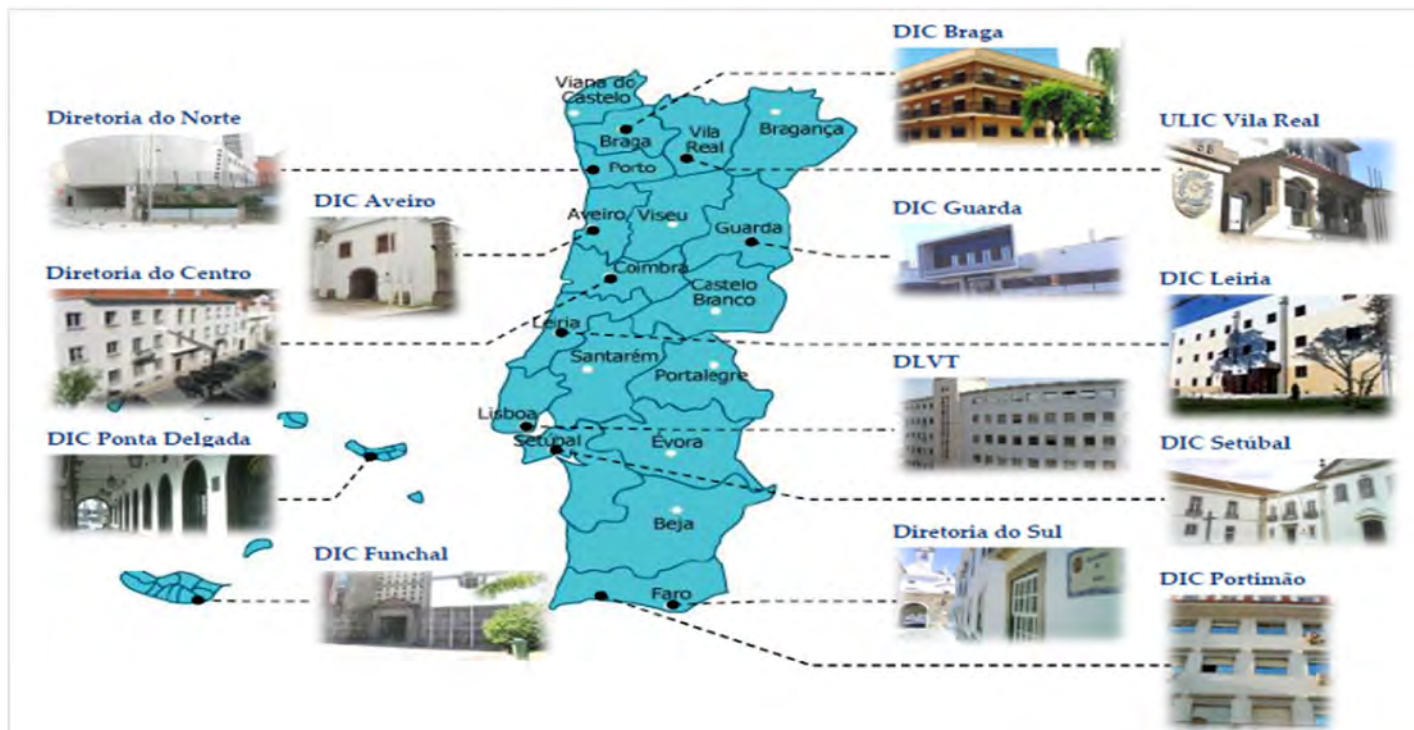 DIC Braga
Diretoria do Norte
Viana do
Castelo
Braga
Vila
Real
Bragança
ULIC Vila Real
Porto
DIC Aveiro
Aveiro
Viseu
Guarda
DIC Guarda
Diretoria do Centro
Coimbra
Castelo
Branco
DIC Leiria
Leiria
Santarém
Portalegre
DLVT
Lisboa
DIC Ponta Delgada
Setúbal
Évora
DIC Setúbal
Beja
Diretoria do Sul
DIC Funchal
Faro
DIC Portimão